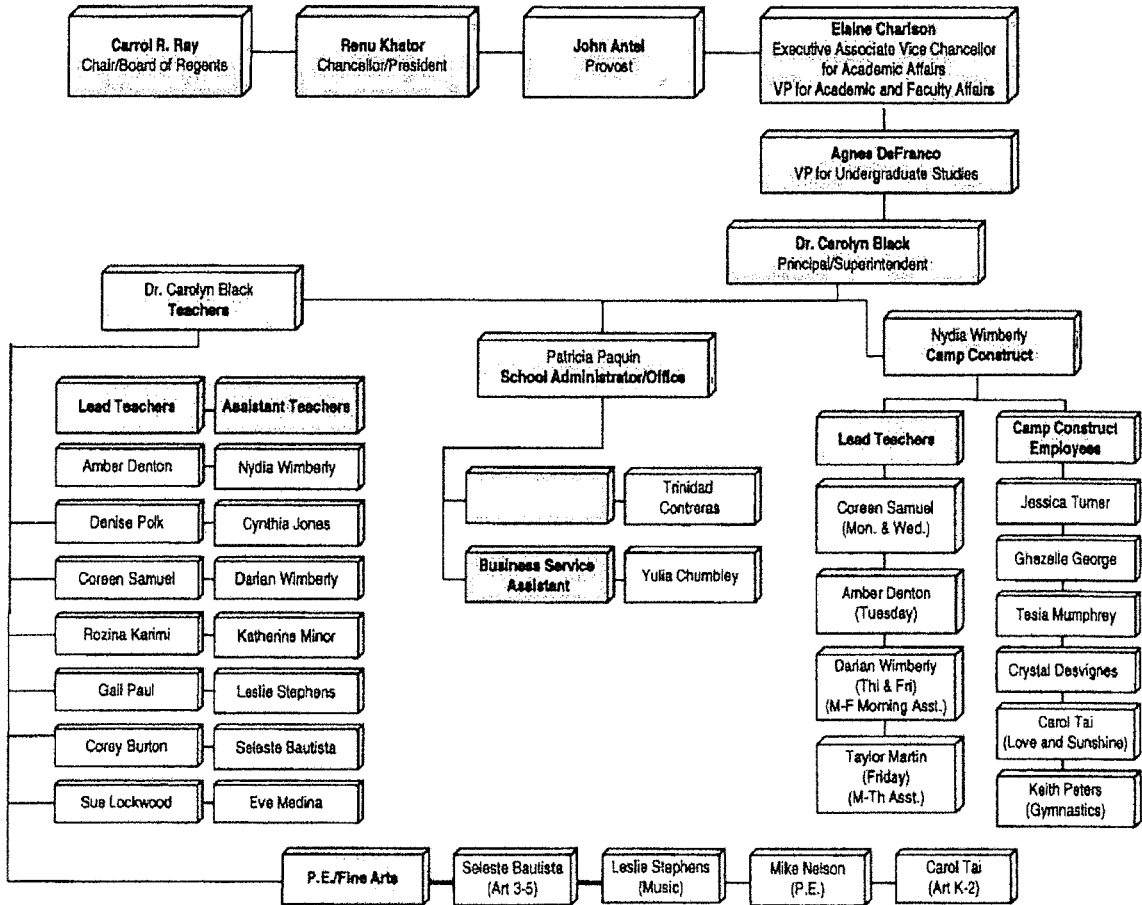 Carrol R. Ray
Chair/Board of Regents
Renu Khator
Chancellor/President
John Antel
Provost
Elaine Charlson
Executive Associate Vice Chancellor
for Academic Affairs
VP for Academic and Faculty Affairs
Agnes DeFranco
VP for Undergraduate Studies
Dr. Carolyn Black
Principal/Superintendent
Dr. Carolyn Black
Teachers
Patricia Paquin
School Administrator/Office
Nydia Wimberly
Camp Construct
Lead Teachers
Assistant Teachers
Amber Denton
Nydia Wimberly
Denise Polk
Cynthia Jones
Coreen Samuel
Darian Wimberly
Rozina Karimi
Katherine Minor
Gail Paul
Leslie Stephens
Corey Burton
Seleste Bautista
Sue Lockwood
Eve Medina
Trinidad
Contreras
Business Service
Assistant
Yulia Chumbley
Lead Teachers
Coreen Samuel
(Mon. & Wed.)
Amber Denton
(Tuesday)
Darian Wimberly
(Thi & Fri)
(M-F Morning Asst.)
Taylor Martin
(Friday)
(M-Th Asst.)
Camp Construct
Employees
Jessica Turner
Ghazelle George
Tesia Mumphrey
Crystal Desvignes
Carol Tai
(Love and Sunshine)
Keith Peters
(Gymnastics)
P.E./Fine Arts
Seleste Bautista
(Art 3-5)
Leslie Stephens
(Music)
Mike Nelson
(P.E.)
Carol Tai
(Art K-2)